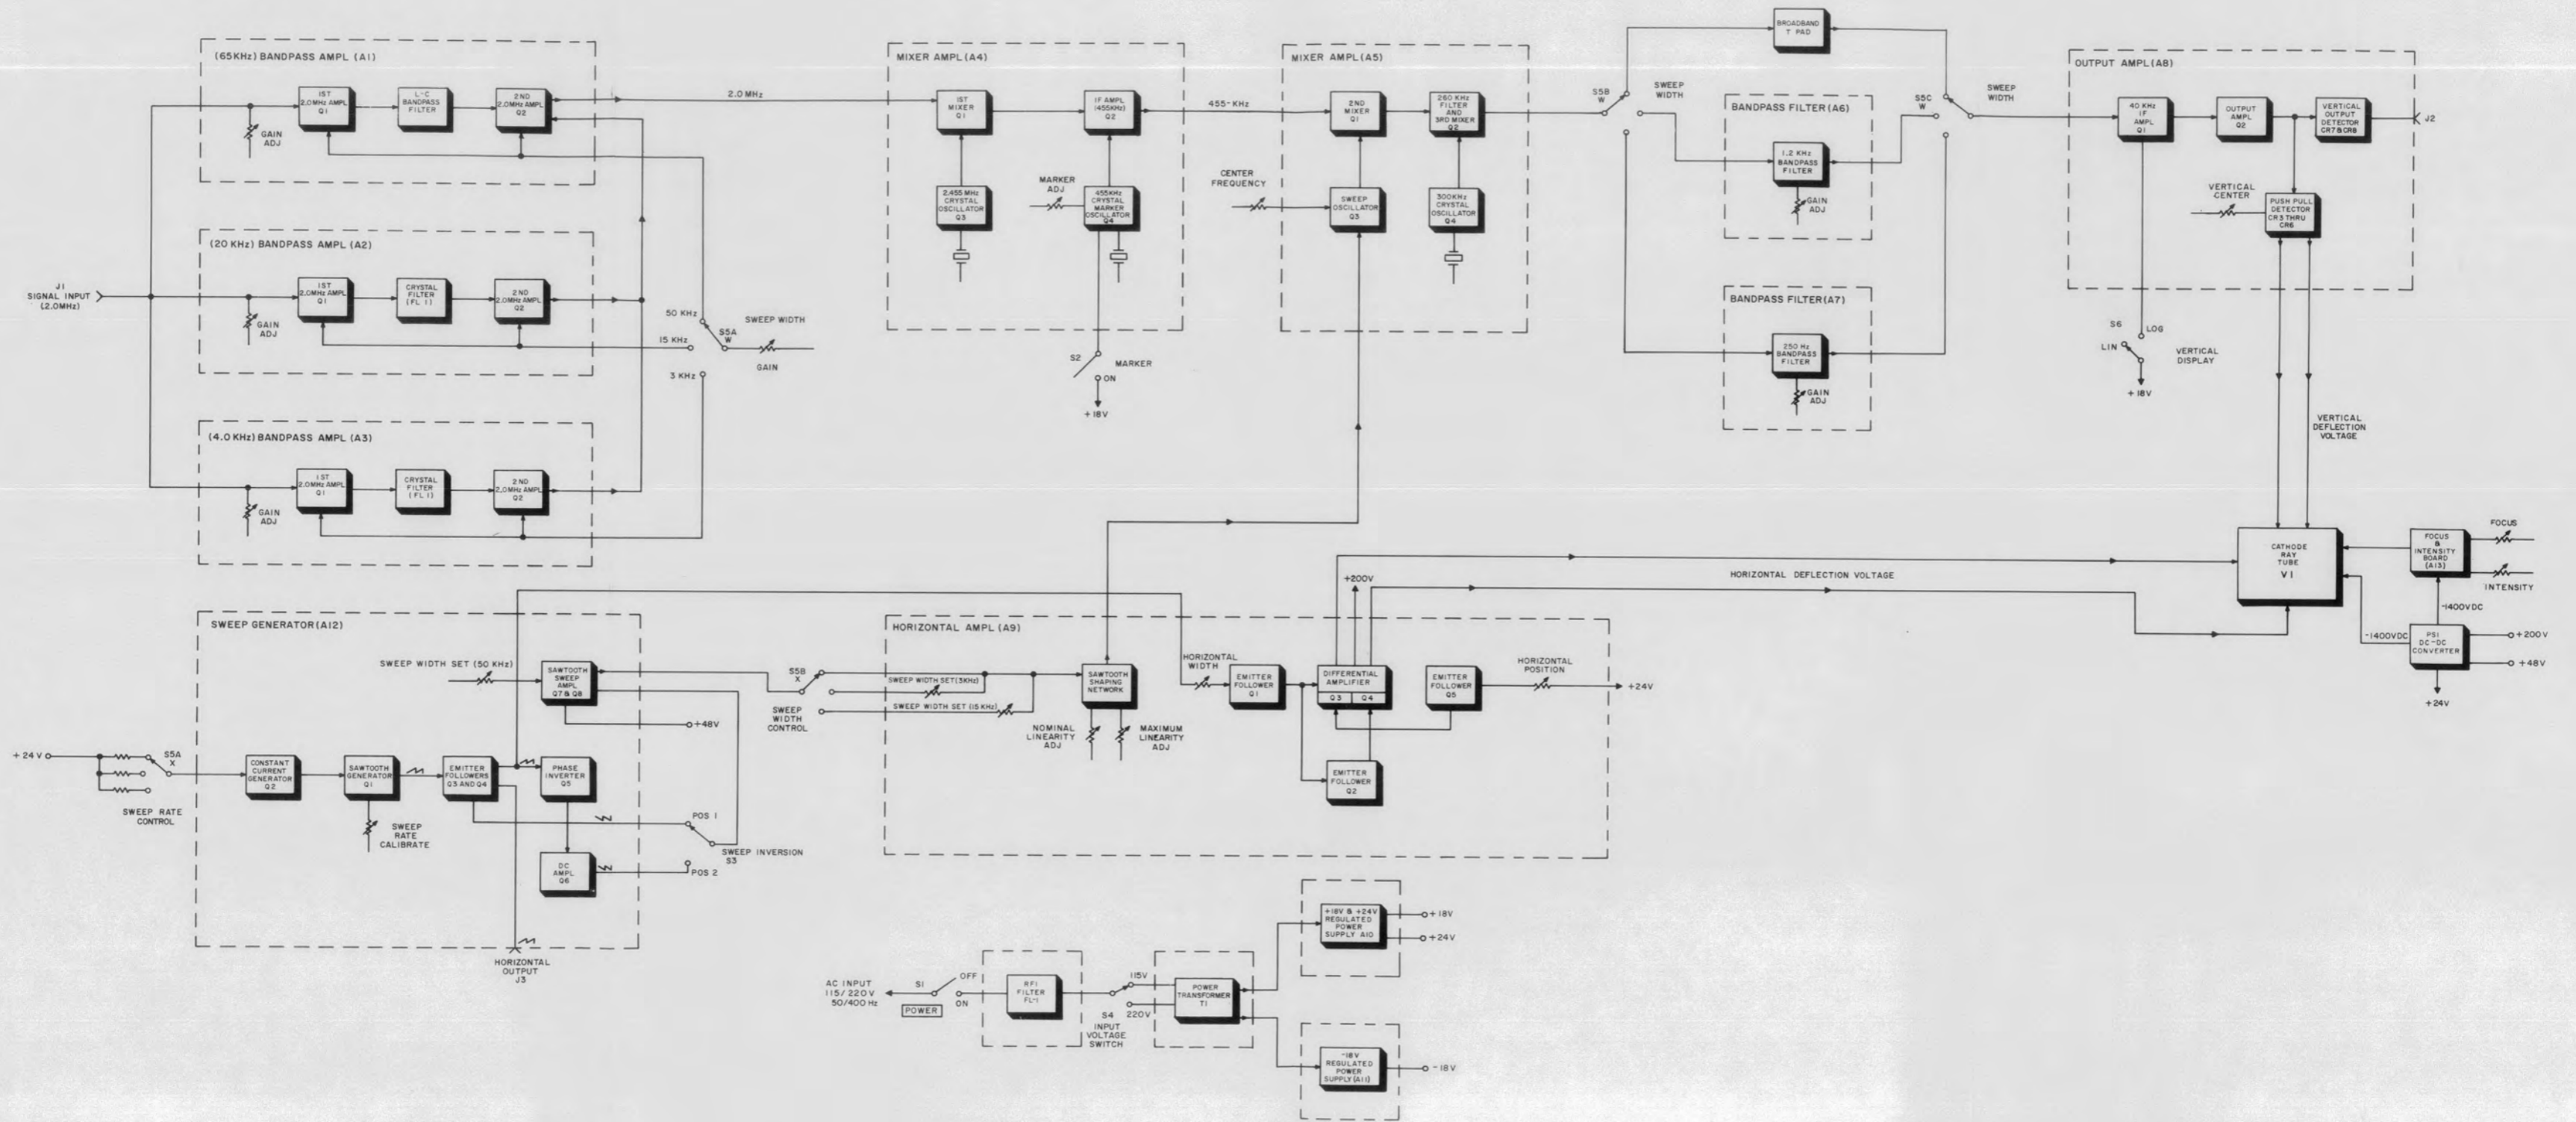 (65KHz) BANDPASS AMPL (A1)
1ST
2.0MHz AMPL
Q1
L-C
BANDPASS
FILTER
2ND
2.0MHz AMPL
Q2
GAIN
ADJ
2.0 MHz
(20 KHz) BANDPASS AMPL (A2)
1ST
2.0MHz AMPL
Q1
CRYSTAL
FILTER
(FL 1)
2ND
2.0MHz AMPL
Q2
GAIN
ADJ
J1
SIGNAL INPUT
(2.0MHz)
50 KHz
15 KHz
3 KHz
S5A
W
SWEEP WIDTH
GAIN
(4.0 KHz) BANDPASS AMPL (A3)
1 ST
2.0MHz AMPL
Q1
CRYSTAL
FILTER
(FL 1)
2ND
2.0MHz AMPL
Q2
GAIN
ADJ
MIXER AMPL (A4)
1ST
MIXER
Q1
IF AMPL
(455KHz)
Q2
2.455 MHz
CRYSTAL
OSCILLATOR
Q3
MARKER
ADJ
455KHz
CRYSTAL
MARKER
OSCILLATOR
Q4
S2
MARKER
ON
+18V
455-KHz
MIXER AMPL (A5)
2ND
MIXER
Q1
260 KHz
FILTER
AND
3RD MIXER
Q2
CENTER
FREQUENCY
SWEEP
OSCILLATOR
Q3
300KHz
CRYSTAL
OSCILLATOR
Q4
S5B
W
SWEEP
WIDTH
BROADBAND
T PAD
BANDPASS FILTER (A6)
1.2 KHz
BANDPASS
FILTER
GAIN
ADJ
BANDPASS FILTER (A7)
250 Hz
BANDPASS
FILTER
GAIN
ADJ
S5C
W
SWEEP
WIDTH
OUTPUT AMPL (A8)
40 KHz
IF
AMPL
Q1
OUTPUT
AMPL
Q2
VERTICAL
OUTPUT
DETECTOR
CR7 & CR8
J2
VERTICAL
CENTER
PUSH PULL
DETECTOR
CR3 THRU
CR6
S6
LOG
LIN
VERTICAL
DISPLAY
+18V
VERTICAL
DEFLECTION
VOLTAGE
CATHODE
RAY
TUBE
V1
FOCUS
&
INTENSITY
BOARD
(A13)
FOCUS
INTENSITY
-1400VDC
-1400VDC
PS1
DC-DC
CONVERTER
+200V
+48V
+24V
SWEEP GENERATOR (A12)
SWEEP WIDTH SET (50 KHz)
SAWTOOTH
SWEEP
AMPL
Q7 & Q8
+48V
+24V
S5A
X
SWEEP RATE
CONTROL
CONSTANT
CURRENT
GENERATOR
Q2
SAWTOOTH
GENERATOR
Q1
EMITTER
FOLLOWERS
Q3 AND Q4
PHASE
INVERTER
Q5
SWEEP
RATE
CALIBRATE
DC
AMPL
Q6
POS 1
SWEEP INVERSION
S3
POS 2
HORIZONTAL
OUTPUT
J3
S5B
X
SWEEP
WIDTH
CONTROL
HORIZONTAL AMPL (A9)
SWEEP WIDTH SET (3KHz)
SWEEP WIDTH SET (15 KHz)
SAWTOOTH
SHAPING
NETWORK
NOMINAL
LINEARITY
ADJ
MAXIMUM
LINEARITY
ADJ
HORIZONTAL
WIDTH
EMITTER
FOLLOWER
Q1
+200V
HORIZONTAL DEFLECTION VOLTAGE
DIFFERENTIAL
AMPLIFIER
Q3 Q4
EMITTER
FOLLOWER
Q5
HORIZONTAL
POSITION
+24V
EMITTER
FOLLOWER
Q2
AC INPUT
115/220V
50/400 Hz
S1
OFF
ON
POWER
RFI
FILTER
FL-1
115V
220V
S4
INPUT
VOLTAGE
SWITCH
POWER
TRANSFORMER
T1
+18V & +24V
REGULATED
POWER
SUPPLY A10
+18V
+24V
-18V
REGULATED
POWER
SUPPLY (A11)
-18V